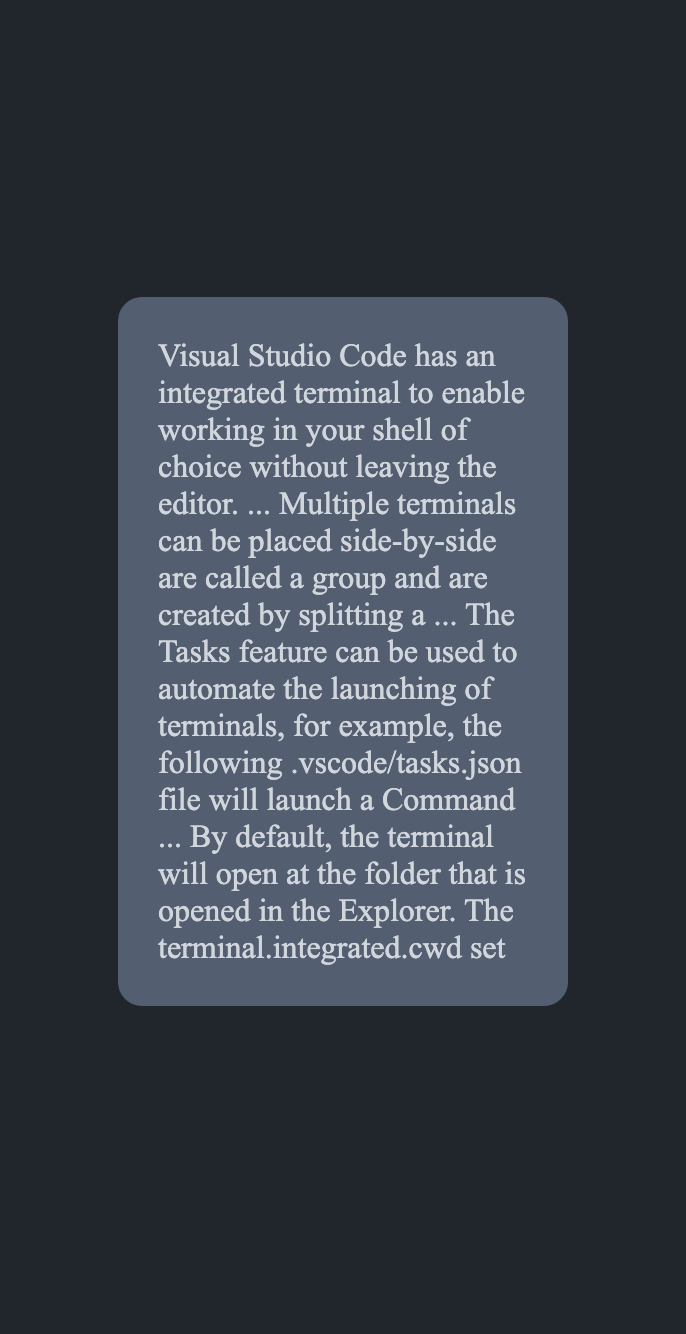 Visual Studio Code has an
integrated terminal to enable
working in your shell of
choice without leaving the
editor. ... Multiple terminals
can be placed side-by-side
are called a group and are
created by splitting a ... The
Tasks feature can be used to
automate the launching of
terminals, for example, the
following .vscode/tasks.json
file will launch a Command
... By default, the terminal
will open at the folder that is
opened in the Explorer. The
terminal.integrated.cwd set